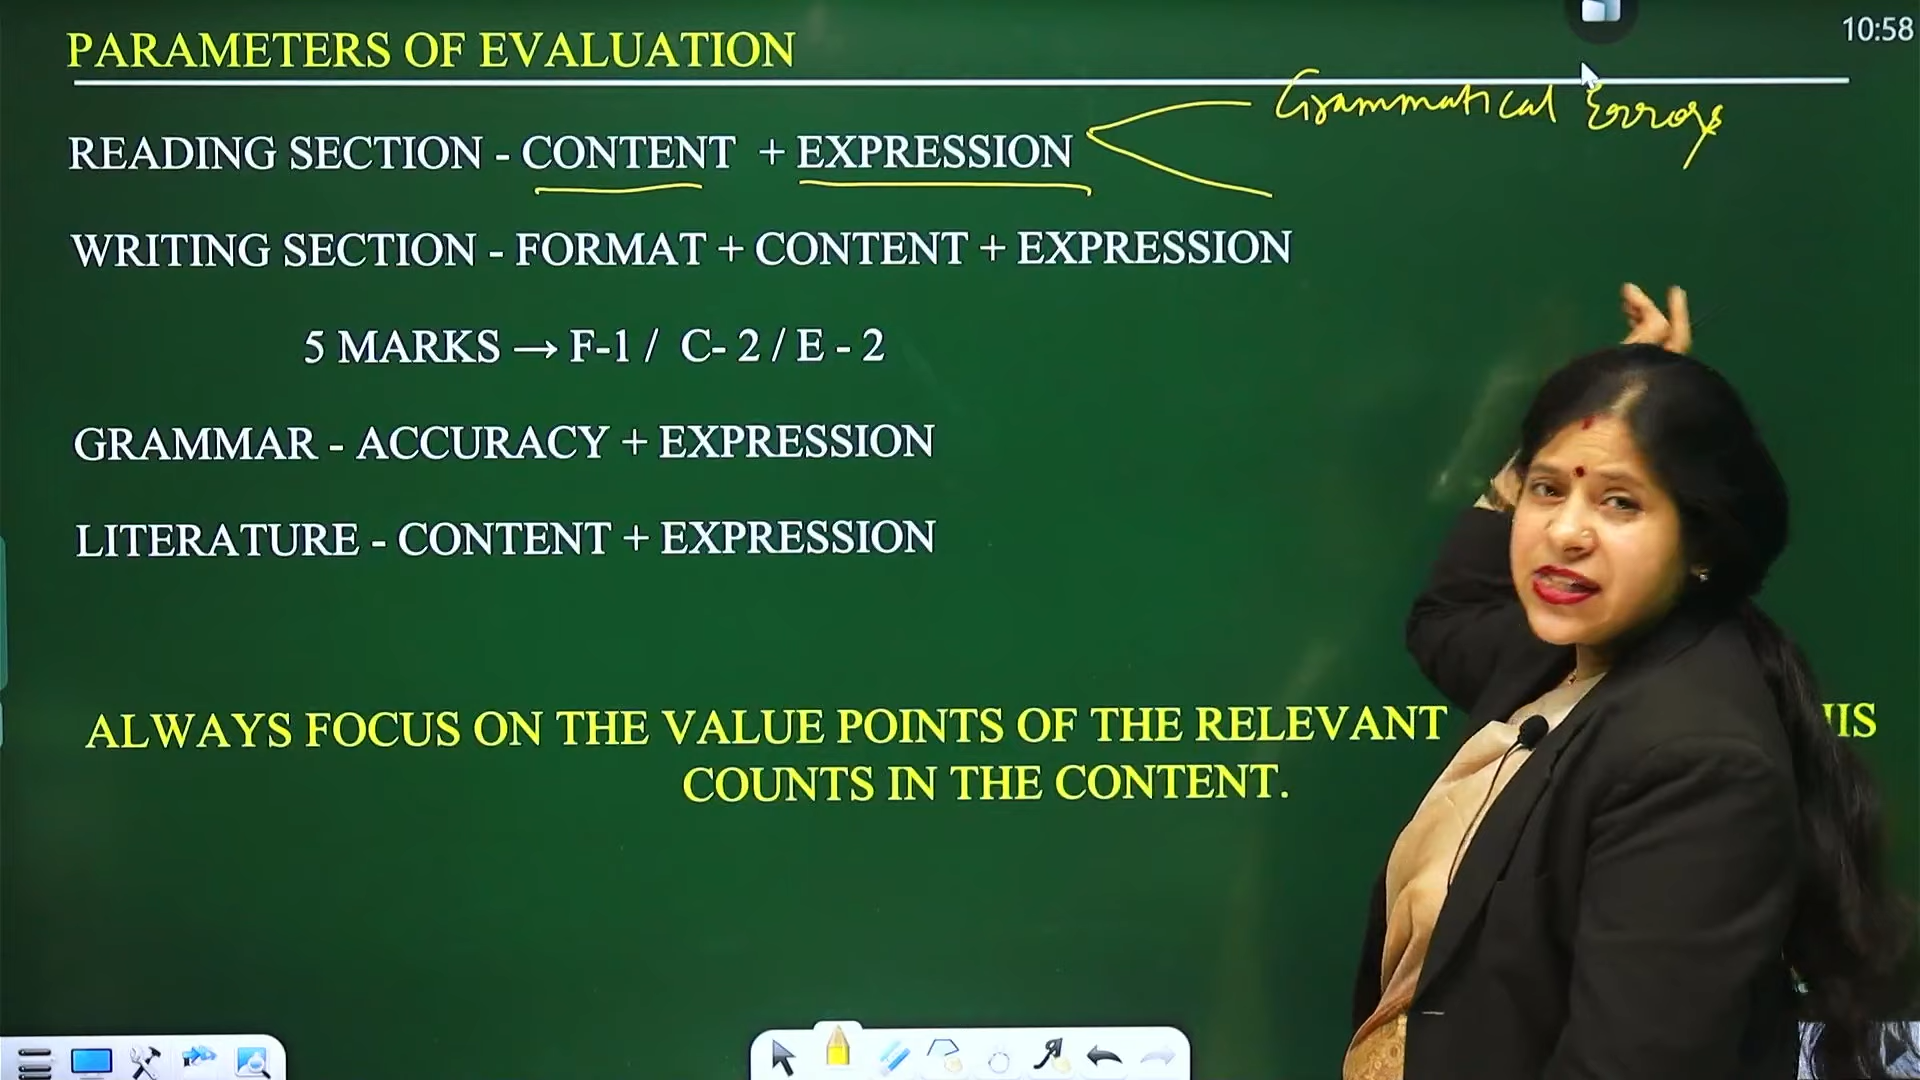 10:58
PARAMETERS OF EVALUATION
Grammatical Errors
READING SECTION - CONTENT + EXPRESSION
WRITING SECTION - FORMAT + CONTENT + EXPRESSION
5 MARKS → F-1 / C- 2 / E - 2
GRAMMAR - ACCURACY + EXPRESSION
LITERATURE - CONTENT + EXPRESSION
ALWAYS FOCUS ON THE VALUE POINTS OF THE RELEVANT
COUNTS IN THE CONTENT.